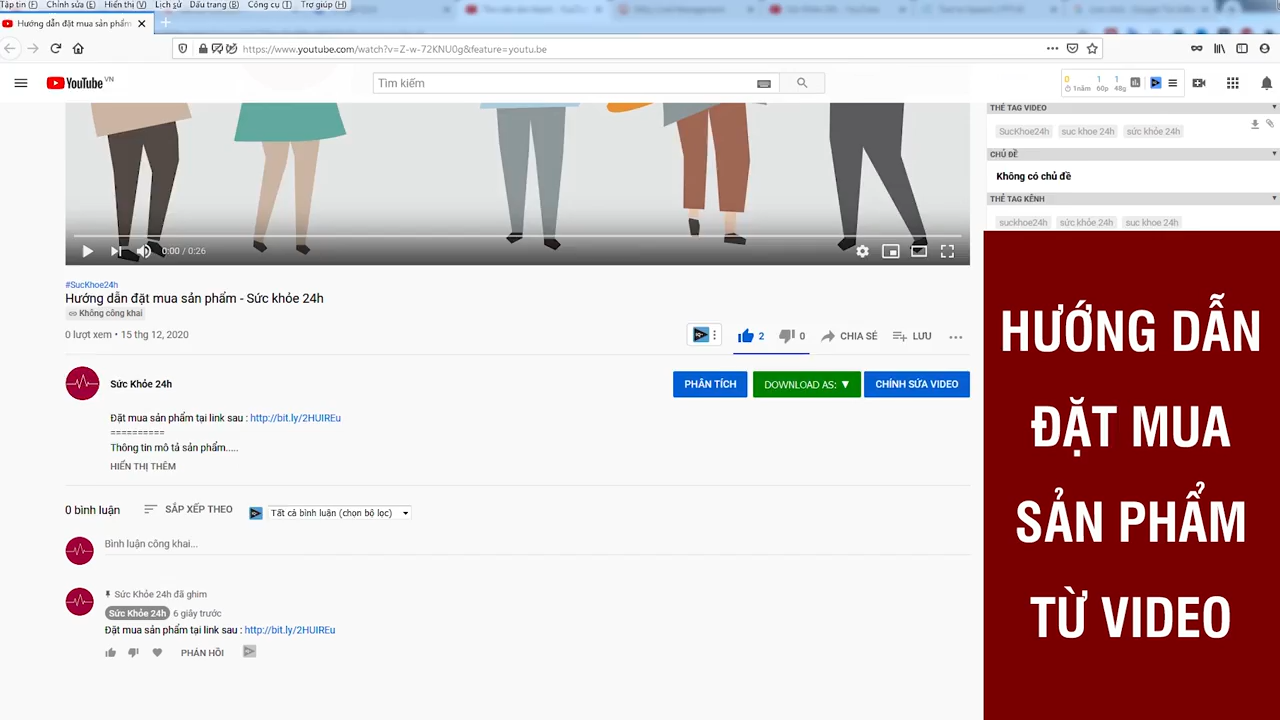 Tập tin (F) Chỉnh sửa (E) Hiển thị (V) Lịch sử Dấu trang (B) Công cụ (T) Trợ giúp (H)
Hướng dẫn đặt mua sản phẩm
https://www.youtube.com/watch?v=Z-w-72KNU0g&feature=youtu.be
YouTube VN
Tìm kiếm
0 1 1
1năm 60p 48g
THẺ TAG VIDEO
SucKhoe24h suc khoe 24h sức khỏe 24h
CHỦ ĐỀ
Không có chủ đề
THẺ TAG KÊNH
suckhoe24h sức khỏe 24h suc khoe 24h
0:00 / 0:26
#SucKhoe24h
Hướng dẫn đặt mua sản phẩm - Sức khỏe 24h
Không công khai
0 lượt xem • 15 thg 12, 2020
2 0 CHIA SẺ LƯU
Sức Khỏe 24h
PHÂN TÍCH DOWNLOAD AS: ▼ CHỈNH SỬA VIDEO
Đặt mua sản phẩm tại link sau : http://bit.ly/2HUIREu
==========
Thông tin mô tả sản phẩm.....
HIỂN THỊ THÊM
0 bình luận SẮP XẾP THEO Tất cả bình luận (chọn bộ lọc)
Bình luận công khai...
Sức Khỏe 24h đã ghim
Sức Khỏe 24h 6 giây trước
Đặt mua sản phẩm tại link sau : http://bit.ly/2HUIREu
PHẢN HỒI
HƯỚNG DẪN
ĐẶT MUA
SẢN PHẨM
TỪ VIDEO